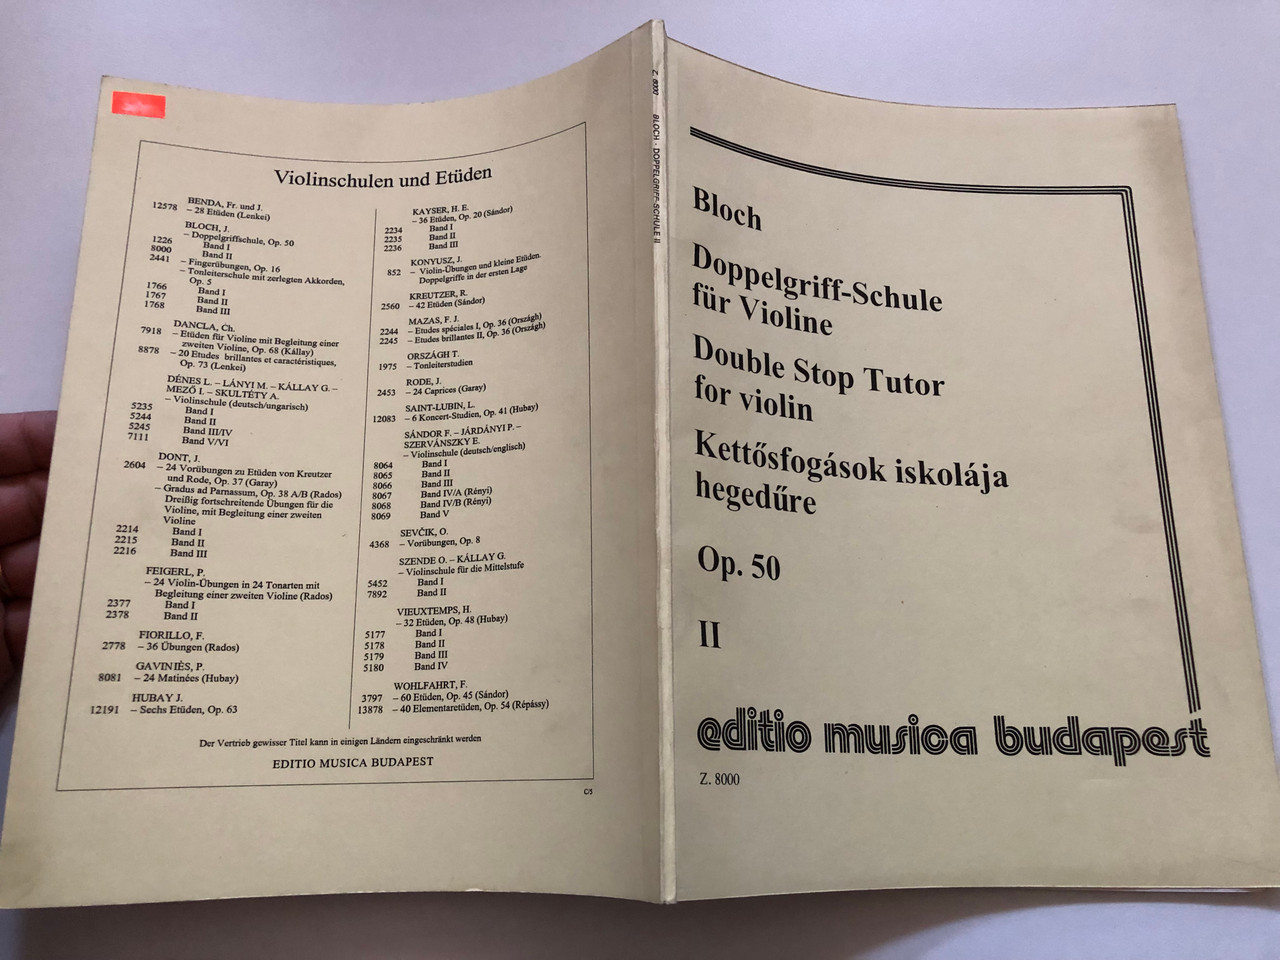 Violinschulen und Etüden
BENDA, Fr. und J.
12578 – 28 Etüden (Lenkei)
BLOCH, J.
– Doppelgriffschule, Op. 50
1226 Band I
8000 Band II
2441 – Fingerübungen, Op. 16
– Tonleiterschule mit zerlegten Akkorden,
Op. 5
1766 Band I
1767 Band II
1768 Band III
DANCLA, Ch.
7918 – Etüden für Violine mit Begleitung einer
zweiten Violine, Op. 68 (Kállay)
8878 – 20 Etudes brillantes et caractéristiques,
Op. 73 (Lenkei)
DÉNES L. – LÁNYI M. – KÁLLAY G. –
MEZŐ I. – SKULTÉTY A.
– Violinschule (deutsch/ungarisch)
5235 Band I
5244 Band II
5245 Band III/IV
7111 Band V/VI
DONT, J.
2604 – 24 Vorübungen zu Etüden von Kreutzer
und Rode, Op. 37 (Garay)
– Gradus ad Parnassum, Op. 38 A/B (Rados)
Dreißig fortschreitende Übungen für die
Violine, mit Begleitung einer zweiten
Violine
2214 Band I
2215 Band II
2216 Band III
FEIGERL, P.
– 24 Violin-Übungen in 24 Tonarten mit
Begleitung einer zweiten Violine (Rados)
2377 Band I
2378 Band II
FIORILLO, F.
2778 – 36 Übungen (Rados)
GAVINIÈS, P.
8081 – 24 Matinées (Hubay)
HUBAY J.
12191 – Sechs Etüden, Op. 63
KAYSER, H. E.
– 36 Etüden, Op. 20 (Sándor)
2234 Band I
2235 Band II
2236 Band III
KONYUSZ, J.
852 – Violin-Übungen und kleine Etüden.
Doppelgriffe in der ersten Lage
KREUTZER, R.
2560 – 42 Etüden (Sándor)
MAZAS, F. J.
2244 – Etudes spéciales I, Op. 36 (Országh)
2245 – Etudes brillantes II, Op. 36 (Országh)
ORSZÁGH T.
1975 – Tonleiterstudien
RODE, J.
2453 – 24 Caprices (Garay)
SAINT-LUBIN, L.
12083 – 6 Koncert-Studien, Op. 41 (Hubay)
SÁNDOR F. – JÁRDÁNYI P. –
SZERVÁNSZKY E.
– Violinschule (deutsch/englisch)
8064 Band I
8065 Band II
8066 Band III
8067 Band IV/A (Rényi)
8068 Band IV/B (Rényi)
8069 Band V
SEVČIK, O.
4368 – Vorübungen, Op. 8
SZENDE O. – KÁLLAY G.
– Violinschule für die Mittelstufe
5452 Band I
7892 Band II
VIEUXTEMPS, H.
– 32 Etüden, Op. 48 (Hubay)
5177 Band I
5178 Band II
5179 Band III
5180 Band IV
WOHLFAHRT, F.
3797 – 60 Etüden, Op. 45 (Sándor)
13878 – 40 Elementaretüden, Op. 54 (Répássy)
Der Vertrieb gewisser Titel kann in einigen Ländern eingeschränkt werden
EDITIO MUSICA BUDAPEST
C/3
Z. 8000 BLOCH · DOPPELGRIFF-SCHULE II
Bloch
Doppelgriff-Schule
für Violine
Double Stop Tutor
for violin
Kettősfogások iskolája
hegedűre
Op. 50
II
editio musica budapest
Z. 8000